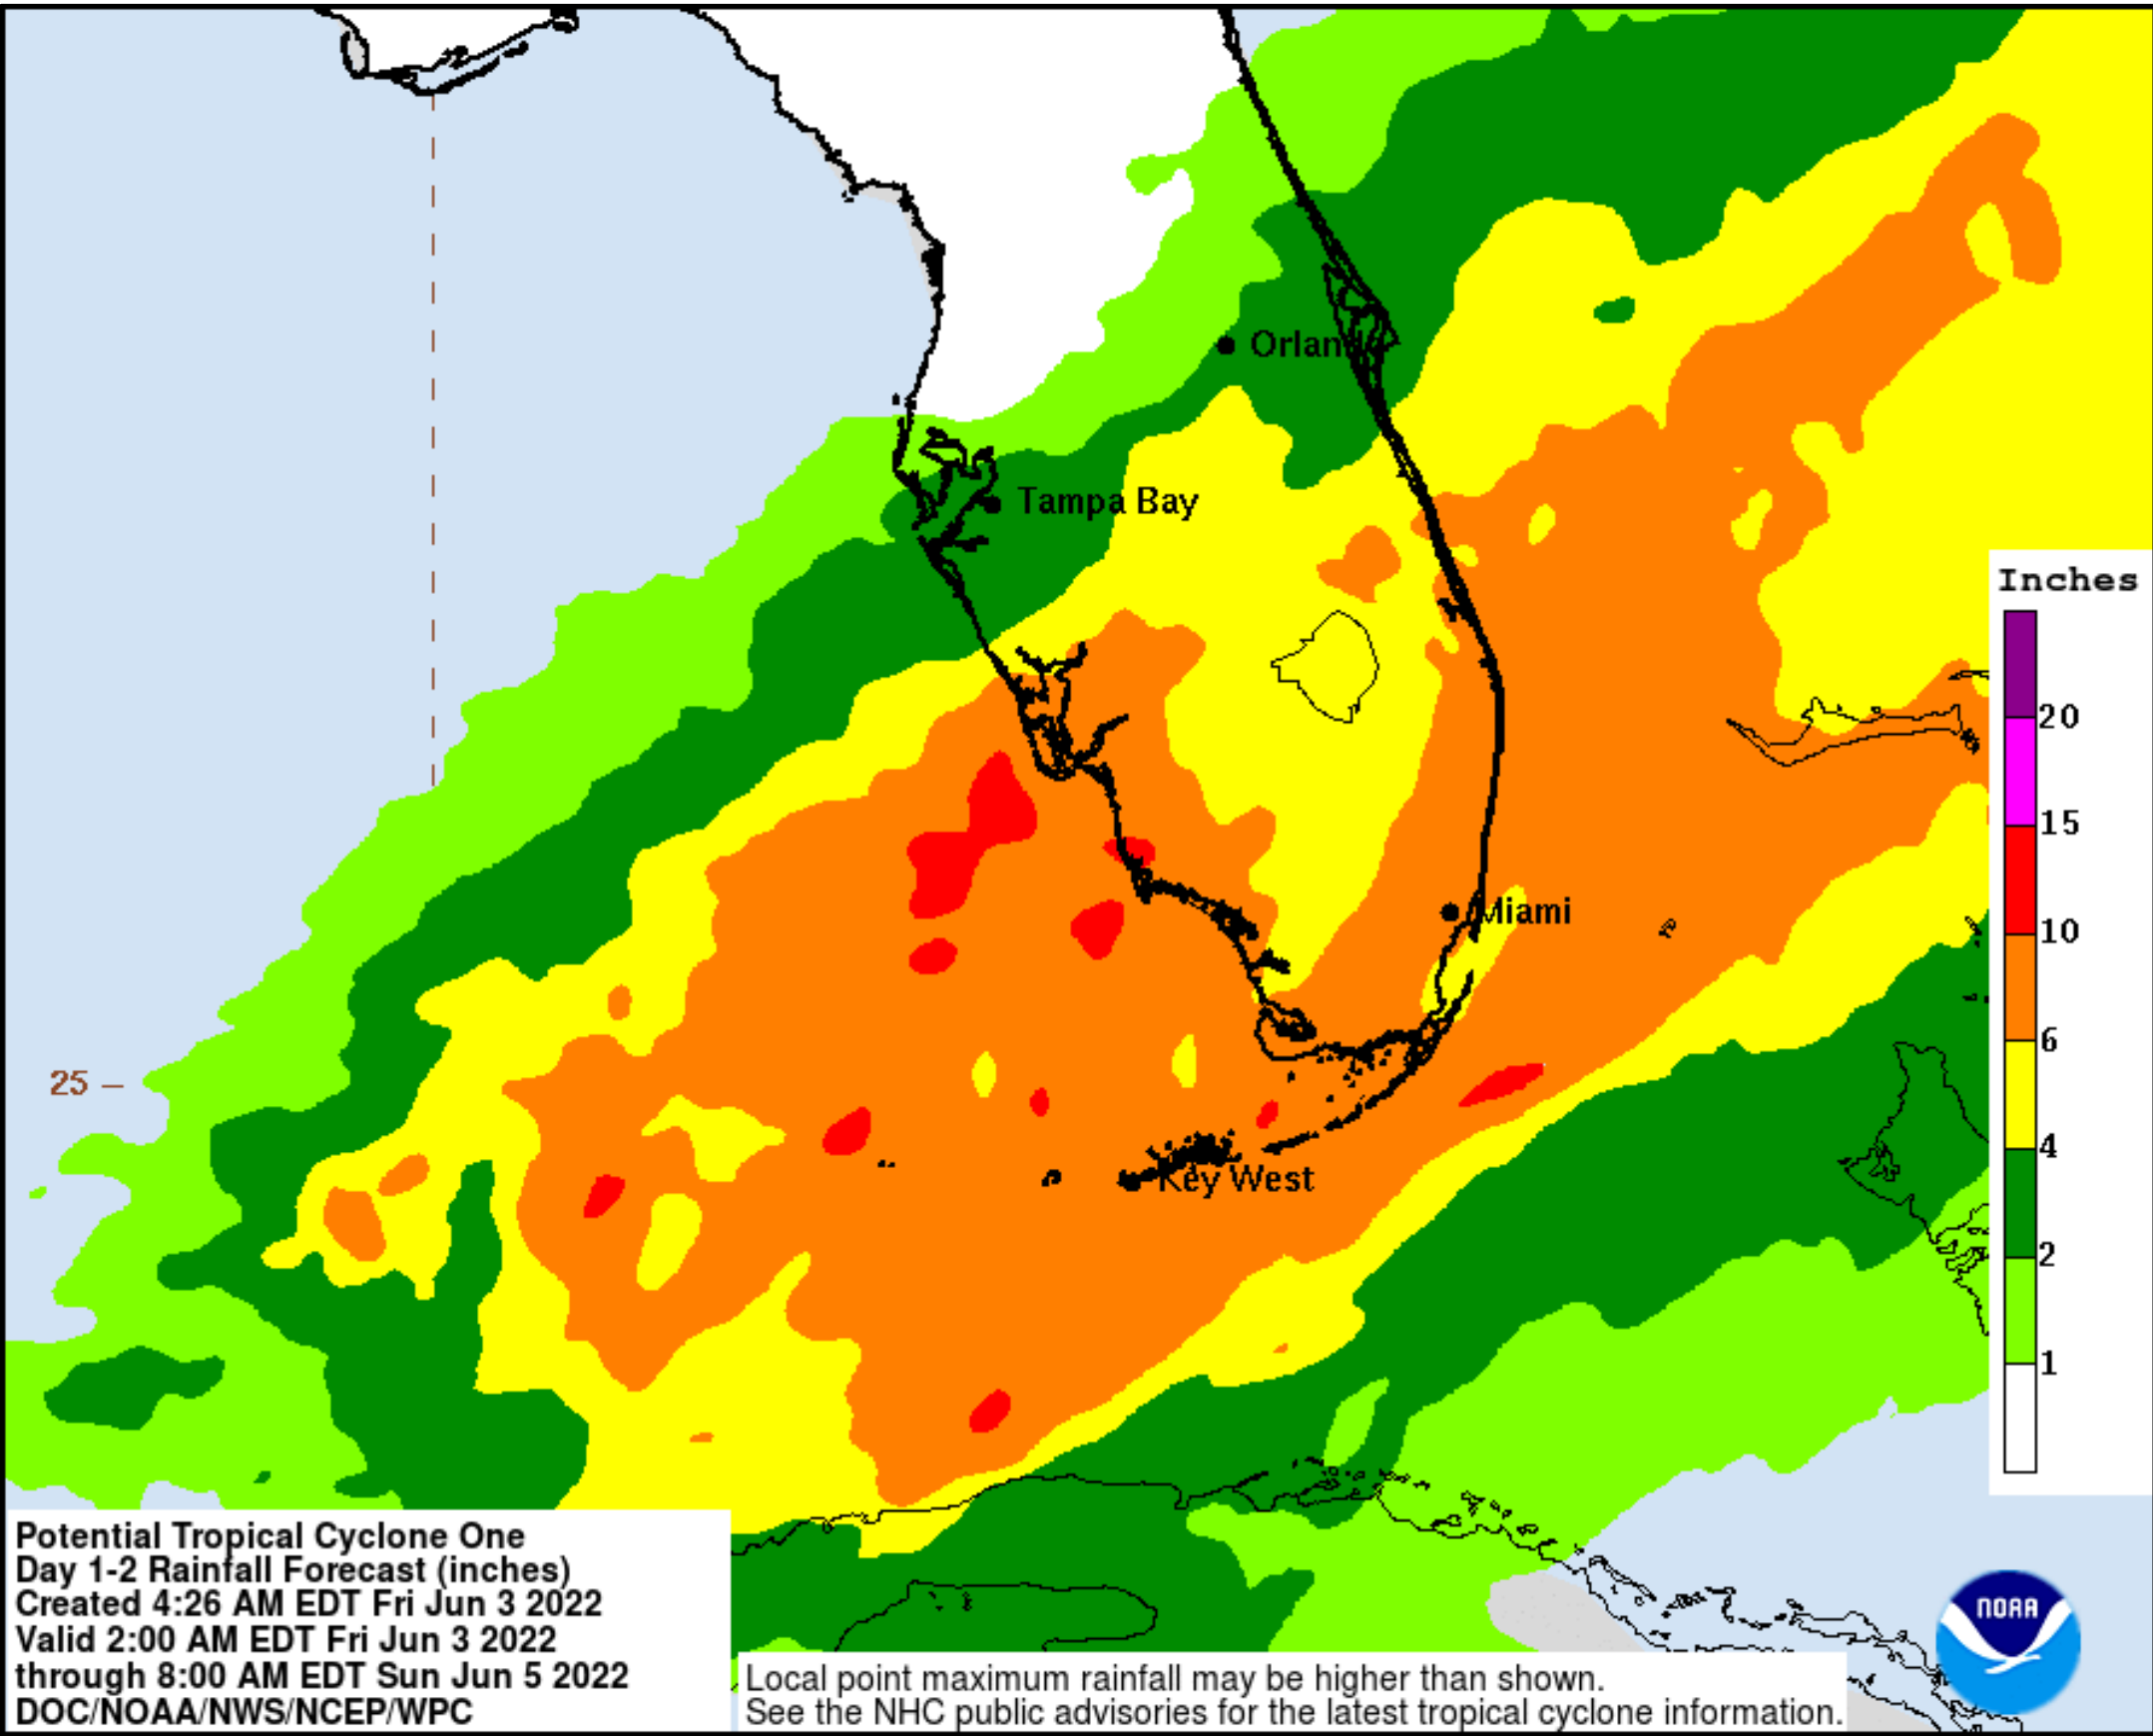 Orlando
Tampa Bay
Inches
20
15
Miami
10
6
25
4
Key West
2
1
Potential Tropical Cyclone One
Day 1-2 Rainfall Forecast (inches)
Created 4:26 AM EDT Fri Jun 3 2022
Valid 2:00 AM EDT Fri Jun 3 2022
through 8:00 AM EDT Sun Jun 5 2022
DOC/NOAA/NWS/NCEP/WPC
Local point maximum rainfall may be higher than shown.
See the NHC public advisories for the latest tropical cyclone information.
NOAA